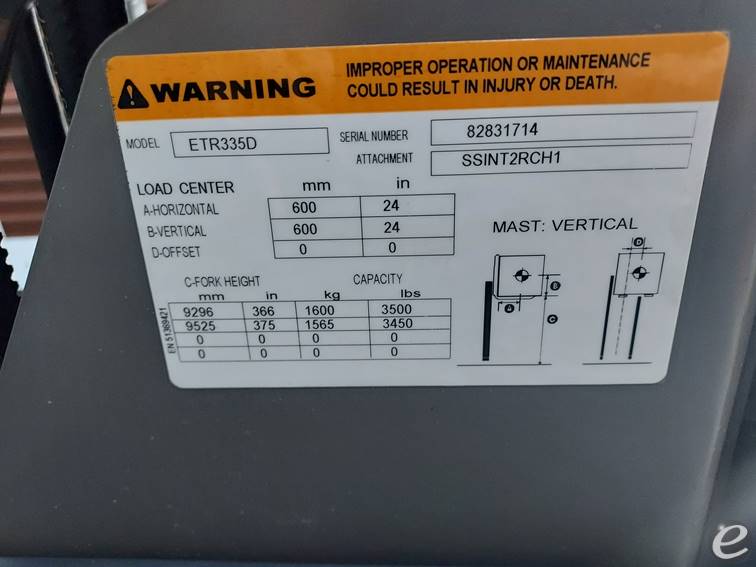 WARNING
IMPROPER OPERATION OR MAINTENANCE
COULD RESULT IN INJURY OR DEATH.
MODEL ETR335D SERIAL NUMBER 82831714
ATTACHMENT SSINT2RCH1
LOAD CENTER mm in
A-HORIZONTAL 600 24
B-VERTICAL 600 24
D-OFFSET 0 0
MAST: VERTICAL
C-FORK HEIGHT CAPACITY
mm in kg lbs
9296 366 1600 3500
9525 375 1565 3450
0 0 0 0
0 0 0 0
EN 51369421
A
B
C
D
e